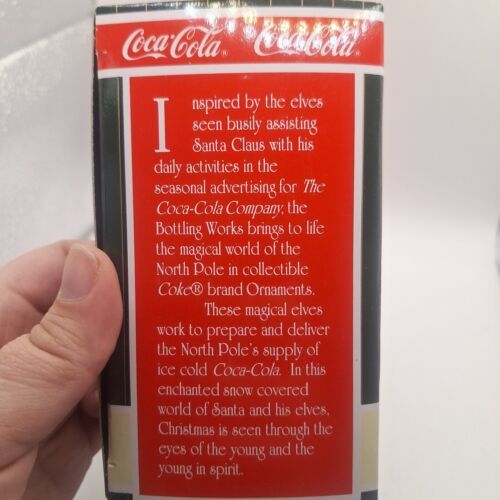 Coca-Cola® Coca-Cola®
Inspired by the elves
seen busily assisting
Santa Claus with his
daily activities in the
seasonal advertising for The
Coca-Cola Company, the
Bottling Works brings to life
the magical world of the
North Pole in collectible
Coke® brand Ornaments.
These magical elves
work to prepare and deliver
the North Pole's supply of
ice cold Coca-Cola. In this
enchanted snow covered
world of Santa and his elves,
Christmas is seen through the
eyes of the young and the
young in spirit.